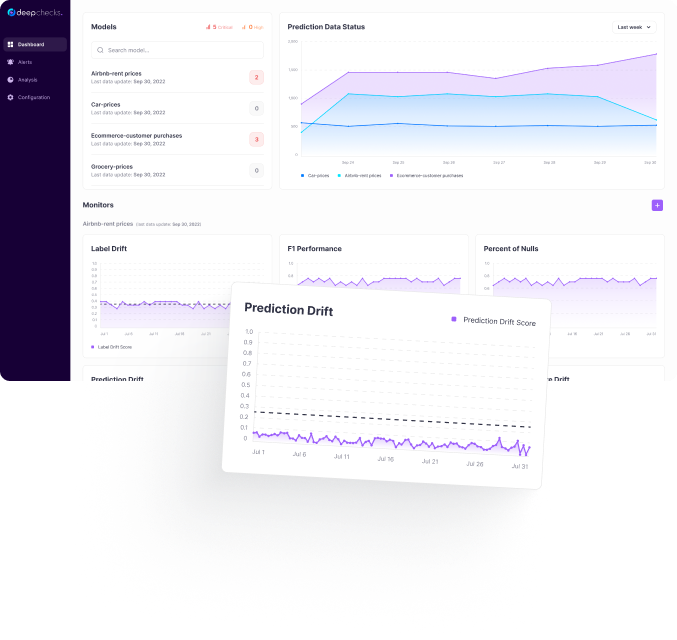 deepchecks.
Dashboard
Alerts
Analysis
Configuration
Models
5 Critical
0 High
Search model...
Airbnb-rent prices
Last data update: Sep 30, 2022
2
Car-prices
Last data update: Sep 30, 2022
0
Ecommerce-customer purchases
Last data update: Sep 30, 2022
3
Grocery-prices
Last data update: Sep 30, 2022
0
Prediction Data Status
Last week
0
Sep 24
Sep 25
Sep 26
Sep 27
Sep 28
Sep 29
Sep 30
Car-prices
Airbnb-rent prices
Ecommerce-customer purchases
Monitors
+
Airbnb-rent prices (last data update: Sep 30, 2022)
Label Drift
1.0
0.9
0.8
0.7
0.6
0.5
0.4
0.3
0.2
0.1
0
Jul 1
Jul 6
Jul 11
Jul 16
Jul 21
Label Drift Score
F1 Performance
1.0
0.8
Percent of Nulls
1.0
0.8
Jul 16
Jul 21
Jul 26
Jul 31
Prediction Drift
Drift
Prediction Drift
Prediction Drift Score
1.0
0.9
0.8
0.7
0.6
0.5
0.4
0.3
0.2
0.1
0
Jul 1
Jul 6
Jul 11
Jul 16
Jul 21
Jul 26
Jul 31